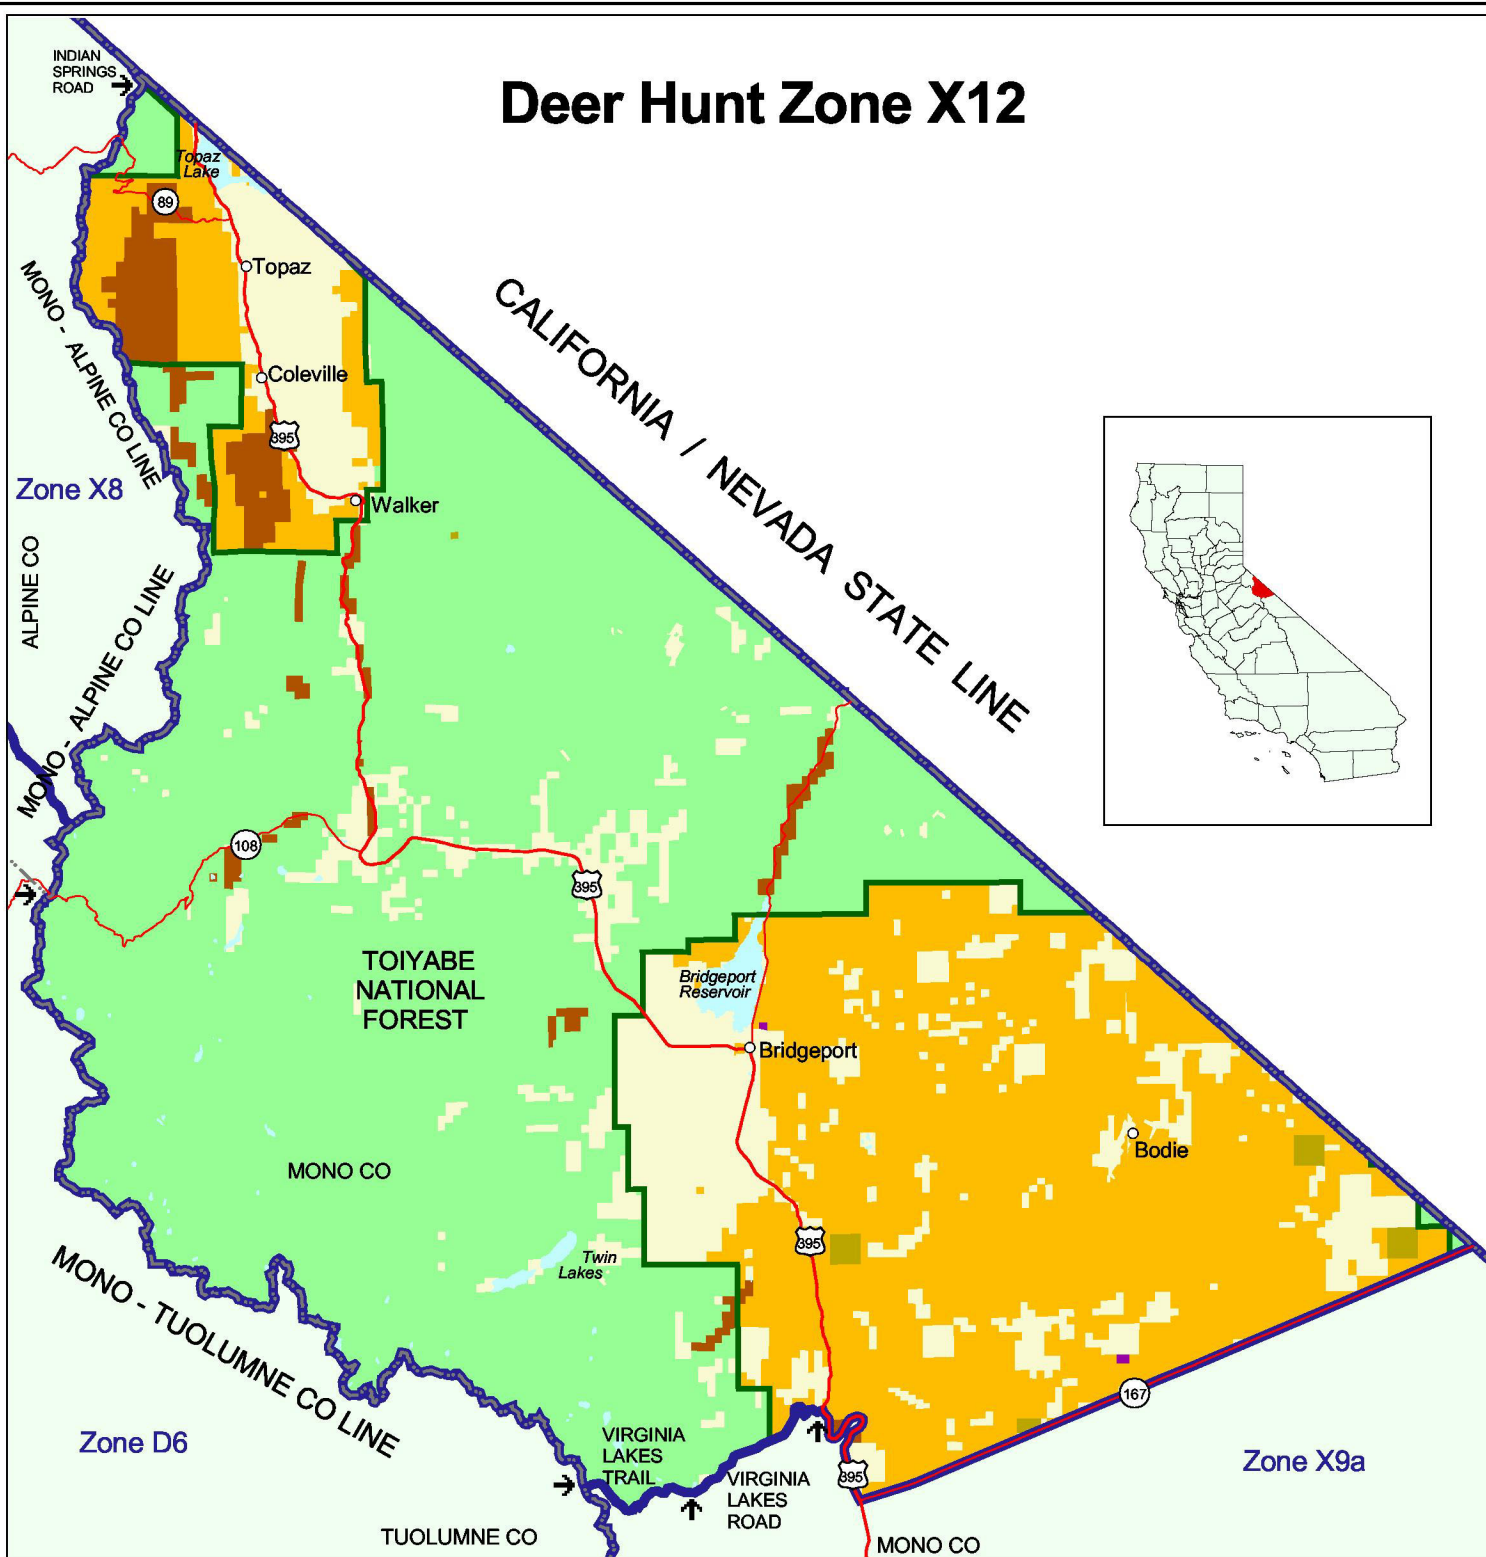 Deer Hunt Zone X12
INDIAN
SPRINGS
ROAD
Topaz
Lake
89
Topaz
MONO - ALPINE CO LINE
CALIFORNIA / NEVADA STATE LINE
Coleville
395
Zone X8
Walker
ALPINE CO
MONO - ALPINE CO LINE
108
395
TOIYABE
NATIONAL
FOREST
Bridgeport
Reservoir
Bridgeport
Bodie
MONO CO
395
Twin
Lakes
MONO - TUOLUMNE CO LINE
167
Zone D6
VIRGINIA
LAKES
TRAIL
Zone X9a
395
VIRGINIA
LAKES
ROAD
TUOLUMNE CO
MONO CO